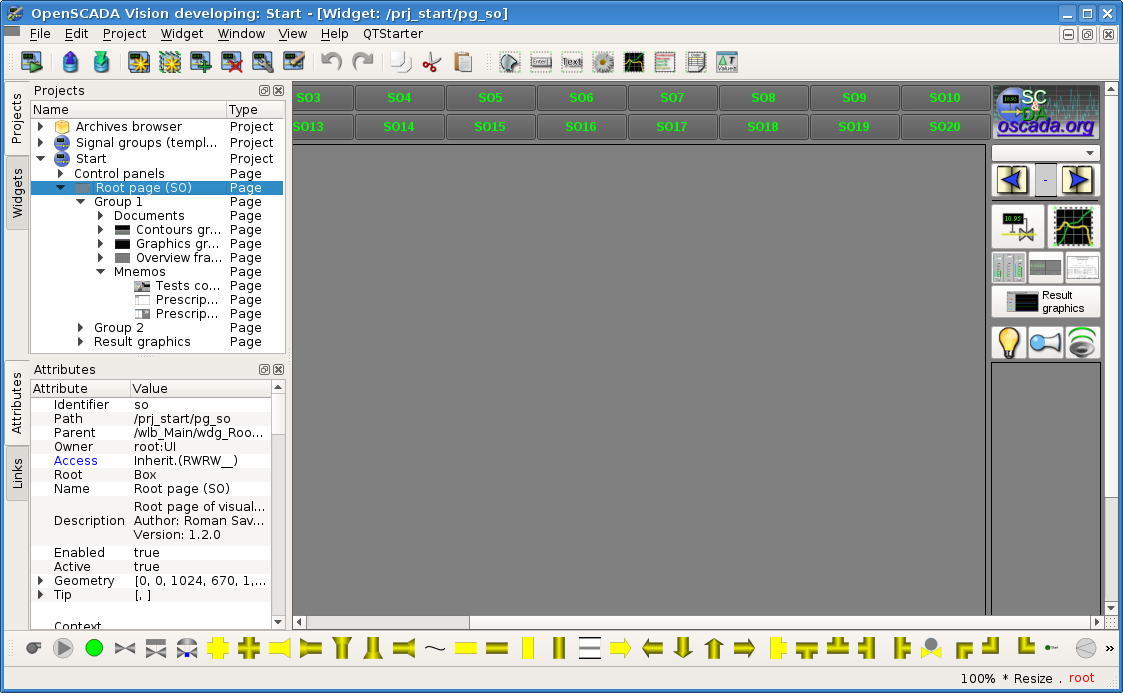 OpenSCADA Vision developing: Start - [Widget: /prj_start/pg_so]
File Edit Project Widget Window View Help QTStarter
Projects
Name Type
Archives browser Project
Signal groups (templ... Project
Start Project
Control panels Page
Root page (SO) Page
Group 1 Page
Documents Page
Contours gr... Page
Graphics gr... Page
Overview fra... Page
Mnemos Page
Tests co... Page
Prescrip... Page
Prescrip... Page
Group 2 Page
Result graphics Page
Projects
Widgets
Attributes
Attribute Value
Identifier so
Path /prj_start/pg_so
Parent /wlb_Main/wdg_Roo...
Owner root:UI
Access Inherit.(RWRW__)
Root Box
Name Root page (SO)
Root page of visual...
Description Author: Roman Sav...
Version: 1.2.0
Enabled true
Active true
Geometry [0, 0, 1024, 670, 1,...
Tip [, ]
Context
Attributes
Links
SO3 SO4 SO5 SO6 SO7 SO8 SO9 SO10
SO13 SO14 SO15 SO16 SO17 SO18 SO19 SO20
10.95 SC
&
DA
oscada.org
-
10.95
Result
graphics
Text
100% * Resize . root